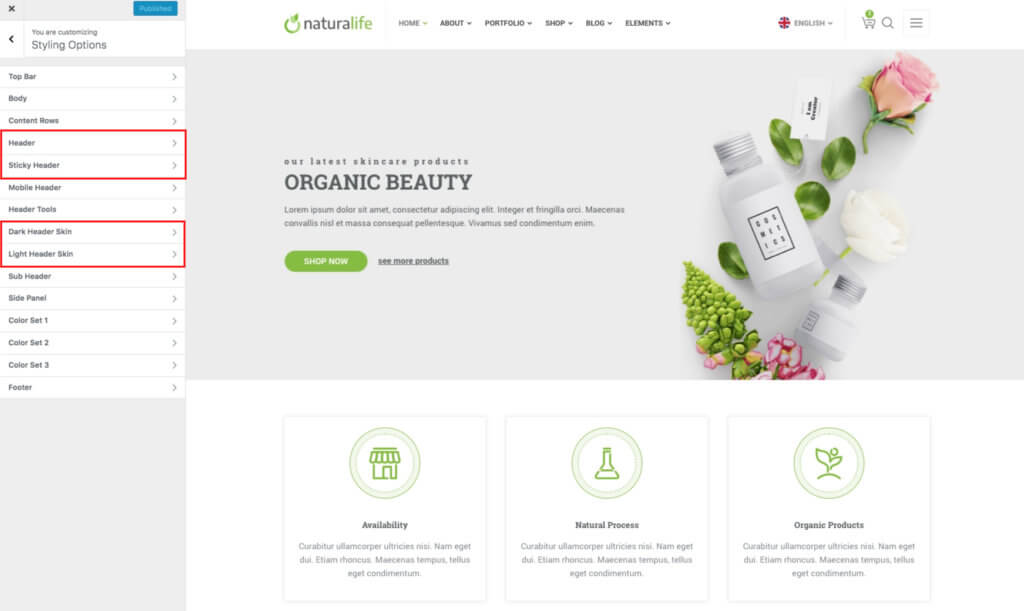 Published
You are customizing
Styling Options
Top Bar
Body
Content Rows
Header
Sticky Header
Mobile Header
Header Tools
Dark Header Skin
Light Header Skin
Sub Header
Side Panel
Color Set 1
Color Set 2
Color Set 3
Footer
naturalife
HOME ABOUT PORTFOLIO SHOP BLOG ELEMENTS
ENGLISH
our latest skincare products
ORGANIC BEAUTY
Lorem ipsum dolor sit amet, consectetur adipiscing elit. Integer et fringilla orci. Maecenas
convallis nisl et massa consequat pellentesque. Vivamus sed condimentum enim.
SHOP NOW see more products
I am
Creative
COS
MET
ICS
Availability
Curabitur ullamcorper ultricies nisi. Nam eget
dui. Etiam rhoncus. Maecenas tempus, tellus
eget condimentum.
Natural Process
Curabitur ullamcorper ultricies nisi. Nam eget
dui. Etiam rhoncus. Maecenas tempus, tellus
eget condimentum.
Organic Products
Curabitur ullamcorper ultricies nisi. Nam eget
dui. Etiam rhoncus. Maecenas tempus, tellus
eget condimentum.